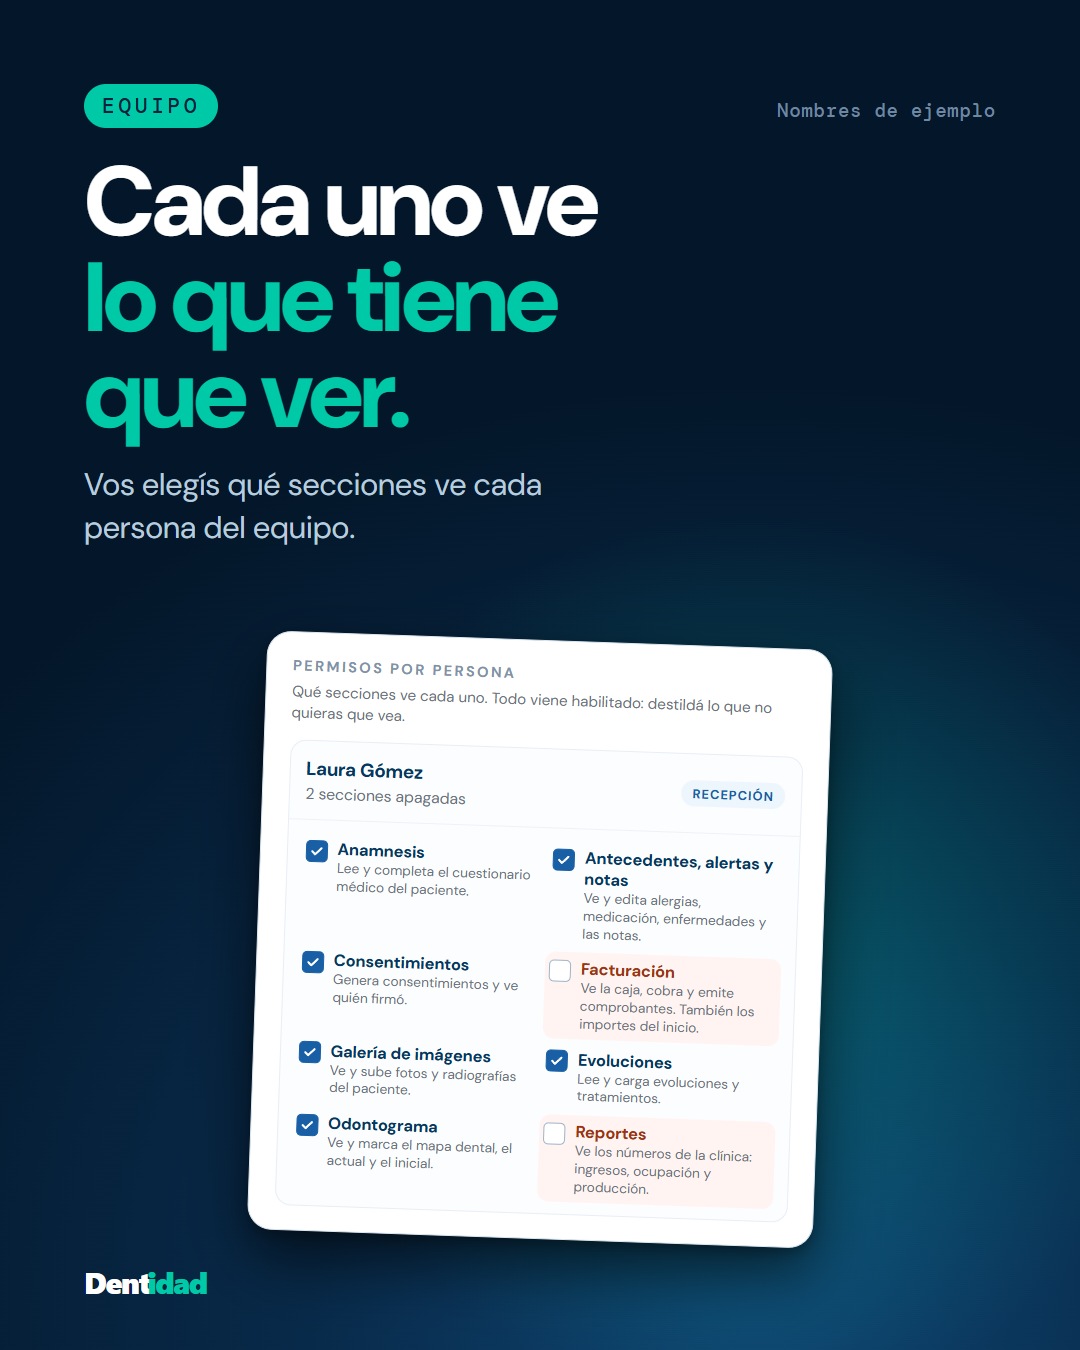 EQUIPO
Nombres de ejemplo
Cada uno ve
lo que tiene
que ver.
Vos elegís qué secciones ve cada
persona del equipo.
PERMISOS POR PERSONA
Qué secciones ve cada uno. Todo viene habilitado: destildá lo que no
quieras que vea.
Laura Gómez
2 secciones apagadas
RECEPCIÓN
Anamnesis
Lee y completa el cuestionario
médico del paciente.
Antecedentes, alertas y
notas
Ve y edita alergias,
medicación, enfermedades y
las notas.
Consentimientos
Genera consentimientos y ve
quién firmó.
Facturación
Ve la caja, cobra y emite
comprobantes. También los
importes del inicio.
Galería de imágenes
Ve y sube fotos y radiografías
del paciente.
Evoluciones
Lee y carga evoluciones y
tratamientos.
Odontograma
Ve y marca el mapa dental, el
actual y el inicial.
Reportes
Ve los números de la clínica:
ingresos, ocupación y
producción.
Dentidad